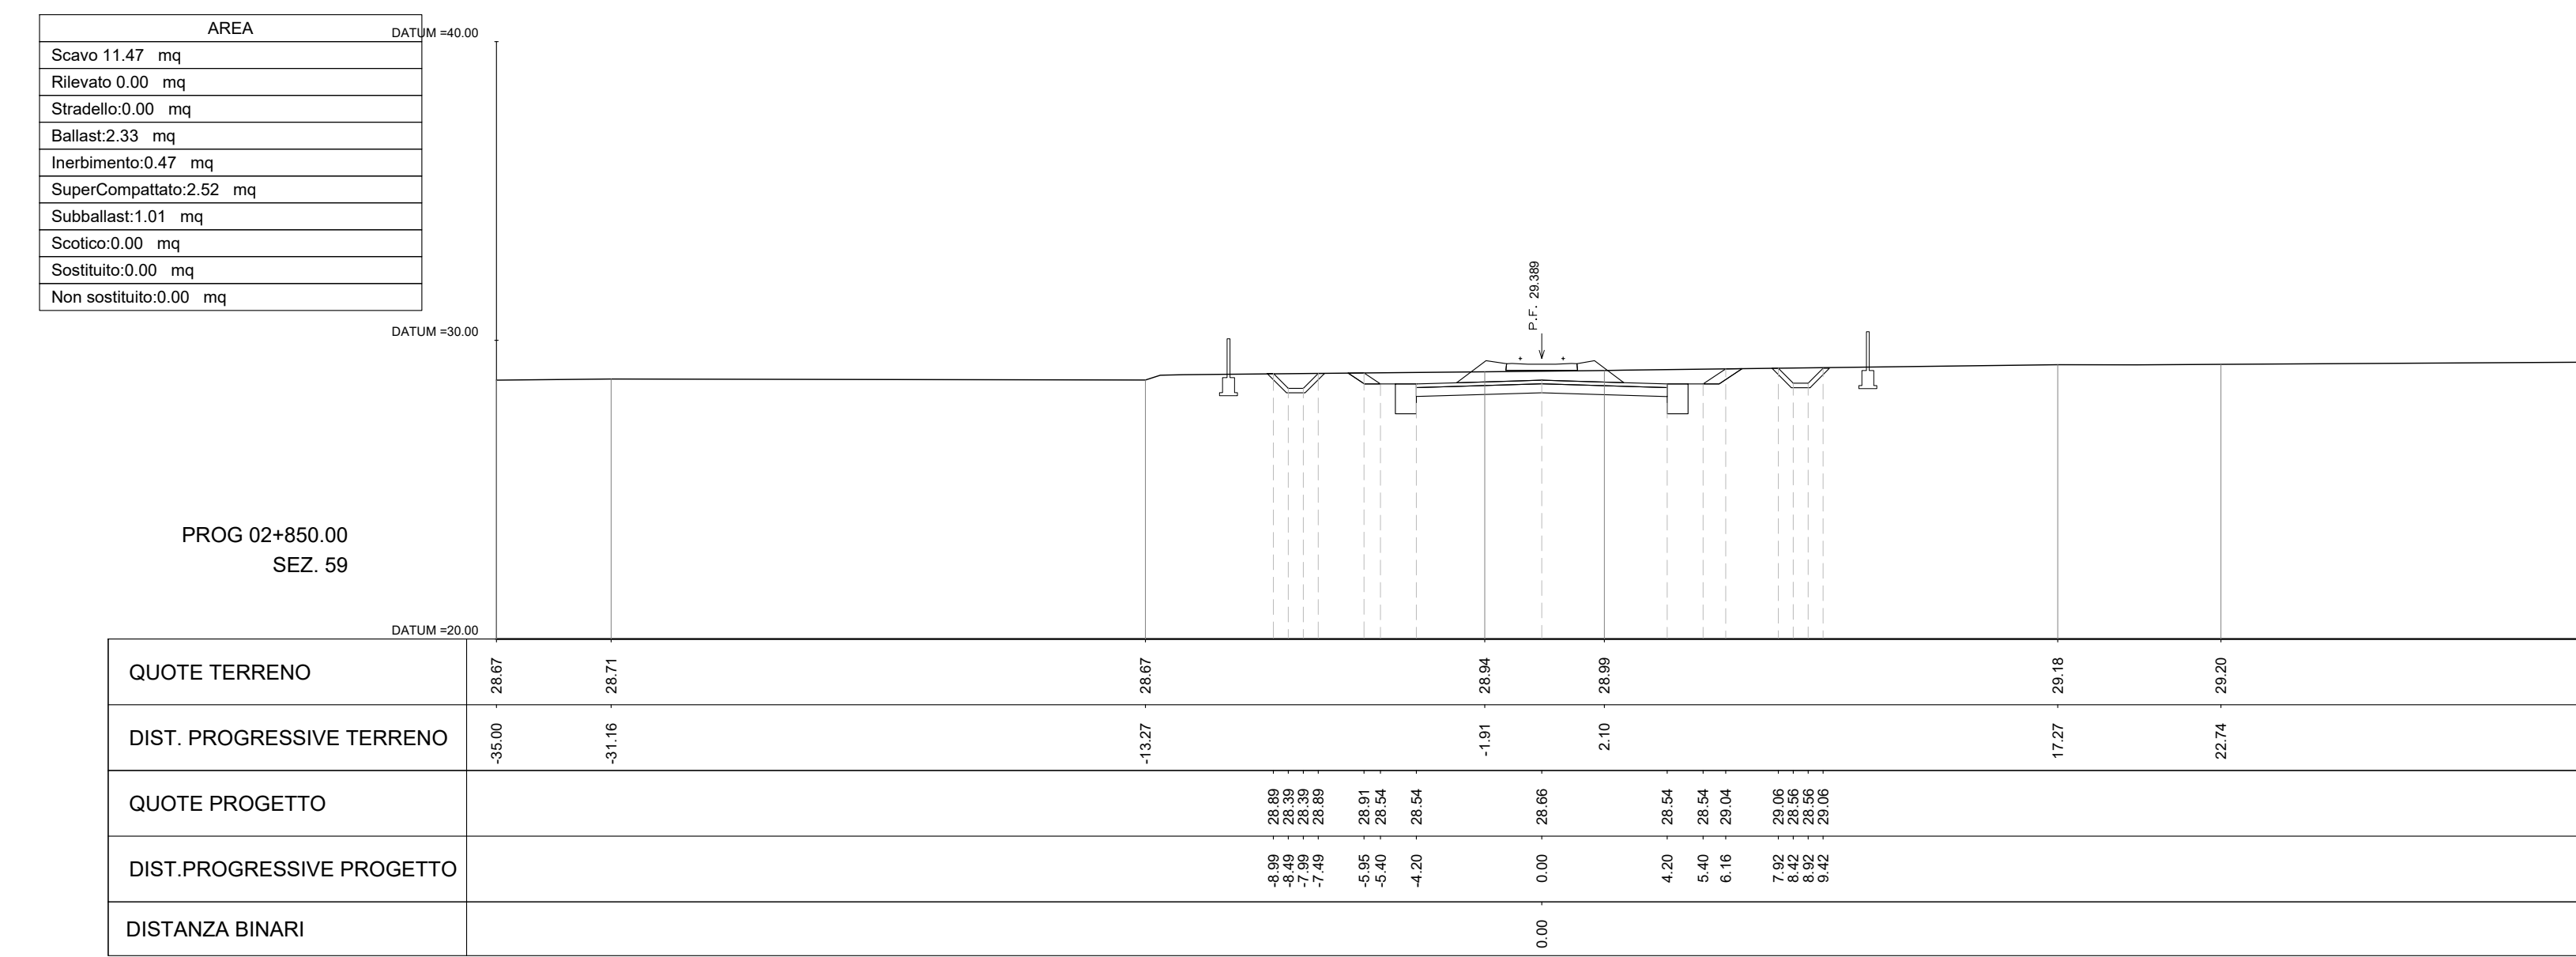 AREA
Scavo 11.47 mq
Rilevato 0.00 mq
Stradello:0.00 mq
Ballast:2.33 mq
Inerbimento:0.47 mq
SuperCompattato:2.52 mq
Subballast:1.01 mq
Scotico:0.00 mq
Sostituito:0.00 mq
Non sostituito:0.00 mq
DATUM =40.00
DATUM =30.00
P.F. 29.389
PROG 02+850.00
SEZ. 59
DATUM =20.00
QUOTE TERRENO 28.67 28.71 28.67 28.94 28.99 29.18 29.20
DIST. PROGRESSIVE TERRENO -35.00 -31.16 -13.27 -1.91 2.10 17.27 22.74
QUOTE PROGETTO 28.89 28.39 28.39 28.89 28.91 28.54 28.54 28.66 28.54 28.54 29.04 29.06 28.56 28.56 29.06
DIST.PROGRESSIVE PROGETTO -8.99 -8.49 -7.99 -7.49 -5.95 -5.40 -4.20 0.00 4.20 5.40 6.16 7.92 8.42 8.92 9.42
DISTANZA BINARI 0.00